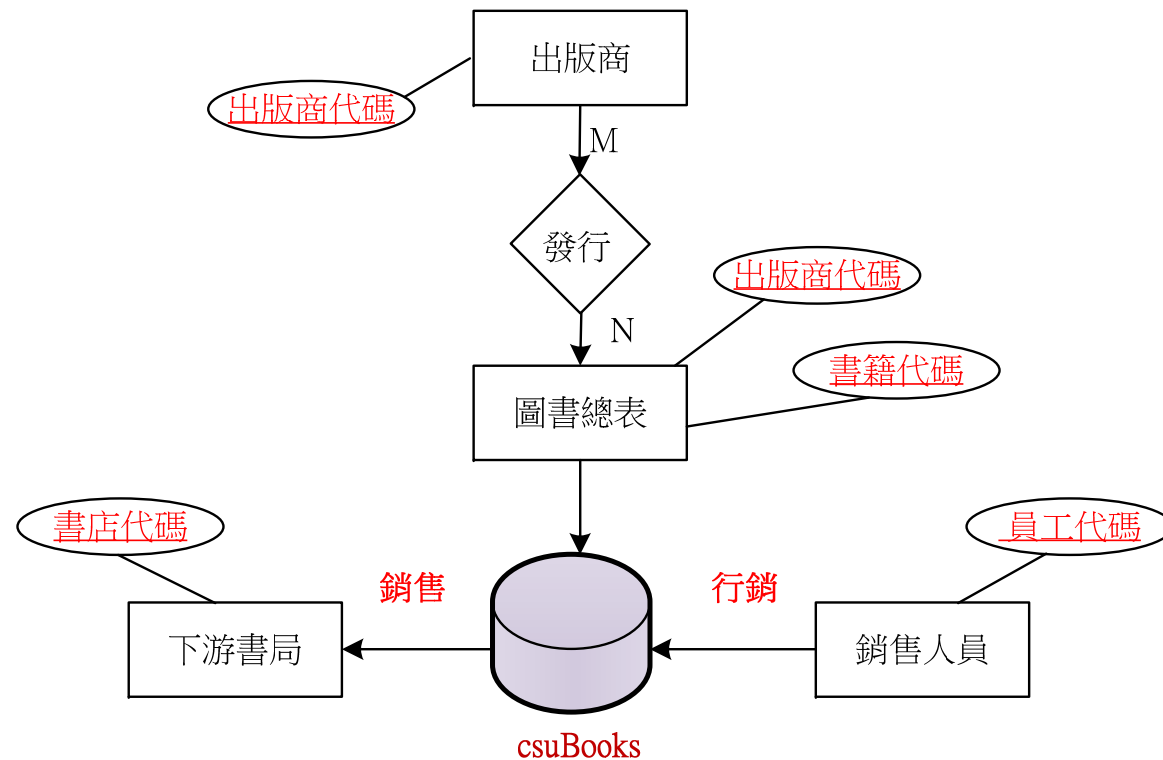 出版商
出版商代碼
M
發行
出版商代碼
N
書籍代碼
圖書總表
書店代碼
員工代碼
銷售
行銷
下游書局
銷售人員
csuBooks